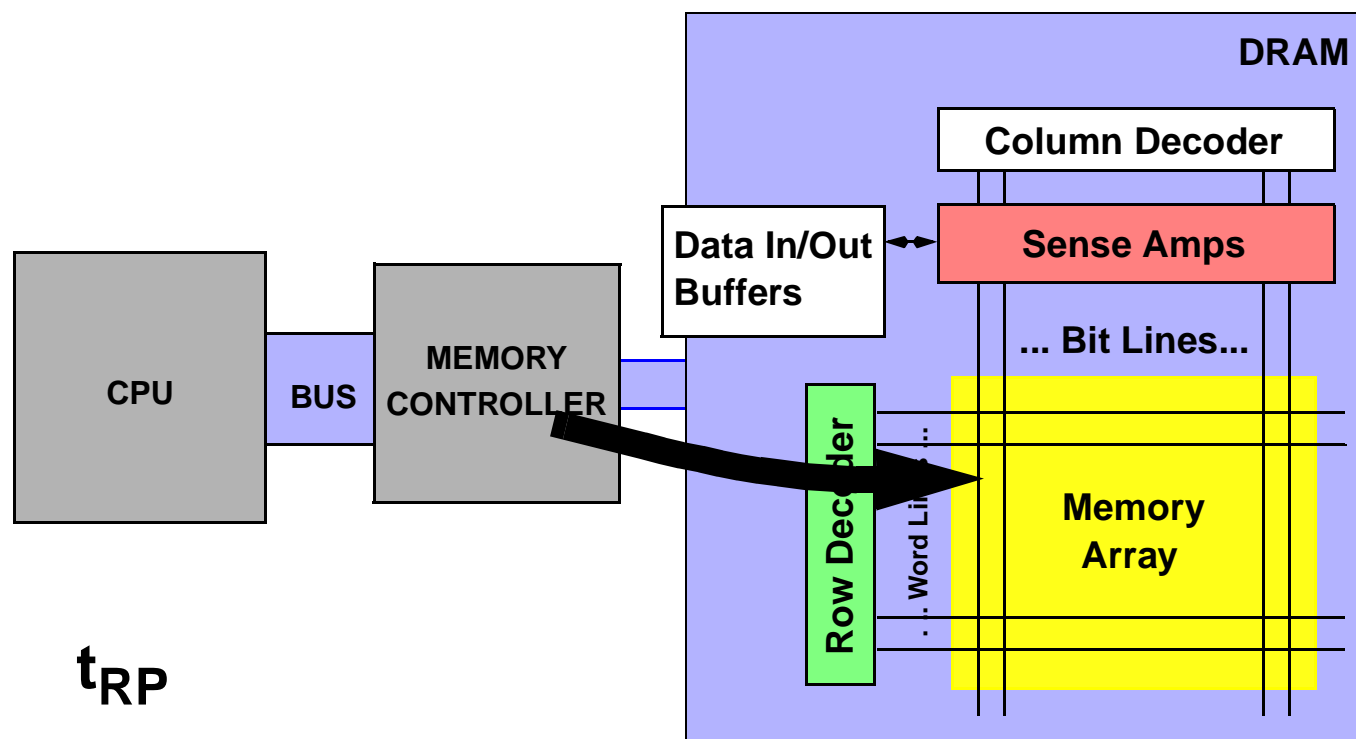 DRAM
Column Decoder
Sense Amps
Data In/Out
Buffers
... Bit Lines...
CPU
BUS
MEMORY
CONTROLLER
Row Decoder
... Word Lines ...
Memory
Array
tRP